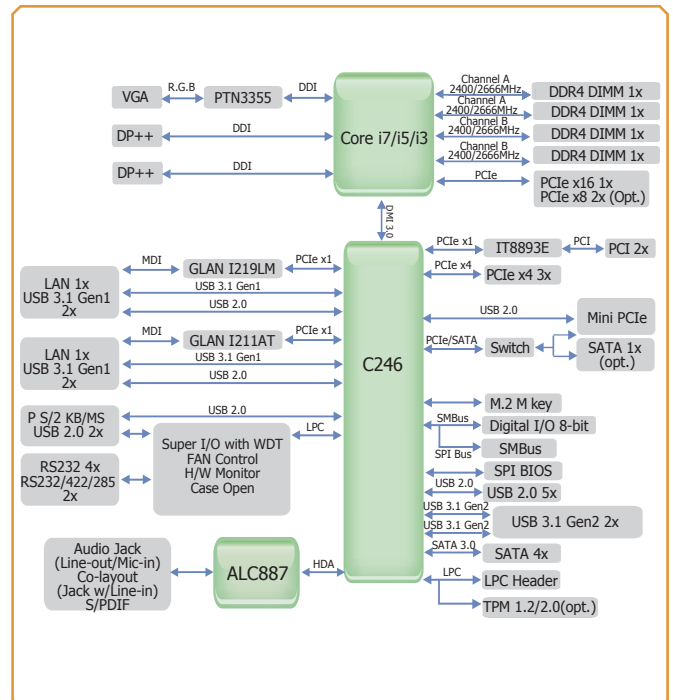 VGA
R.G.B
PTN3355
DDI
DP++
DDI
DP++
DDI
Core i7/i5/i3
Channel A
2400/2666MHz
DDR4 DIMM 1x
Channel A
2400/2666MHz
DDR4 DIMM 1x
Channel B
2400/2666MHz
DDR4 DIMM 1x
Channel B
2400/2666MHz
DDR4 DIMM 1x
PCIe
PCIe x16 1x
PCIe x8 2x (Opt.)
DMI 3.0
C246
LAN 1x
USB 3.1 Gen1
2x
MDI
GLAN I219LM
PCIe x1
USB 3.1 Gen1
USB 2.0
LAN 1x
USB 3.1 Gen1
2x
MDI
GLAN I211AT
PCIe x1
USB 3.1 Gen1
USB 2.0
P S/2 KB/MS
USB 2.0 2x
USB 2.0
LPC
Super I/O with WDT
FAN Control
H/W Monitor
Case Open
RS232 4x
RS232/422/285
2x
Audio Jack
(Line-out/Mic-in)
Co-layout
(Jack w/Line-in)
S/PDIF
ALC887
HDA
PCIe x1
IT8893E
PCI
PCI 2x
PCIe x4
PCIe x4 3x
USB 2.0
Mini PCIe
PCIe/SATA
Switch
SATA 1x
(opt.)
M.2 M key
SMBus
Digital I/O 8-bit
SMBus
SPI Bus
SPI BIOS
USB 2.0
USB 2.0 5x
USB 3.1 Gen2
USB 3.1 Gen2
USB 3.1 Gen2 2x
SATA 3.0
SATA 4x
LPC
LPC Header
TPM 1.2/2.0(opt.)